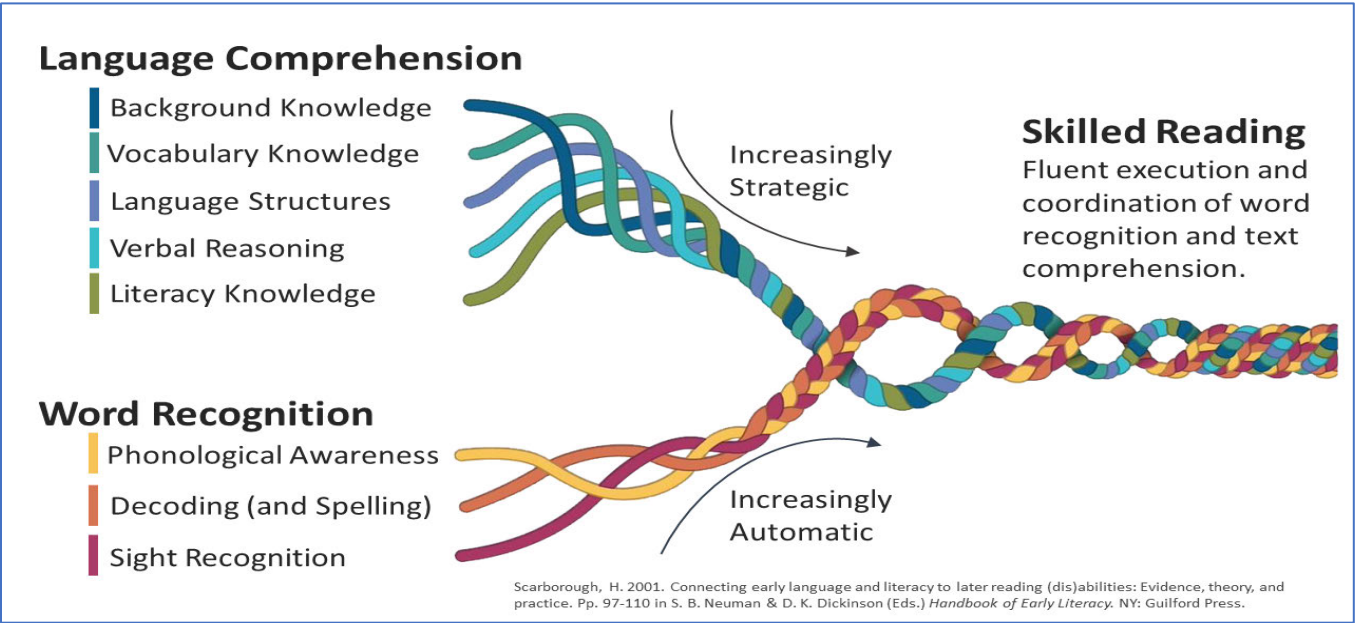 Language Comprehension
Background Knowledge
Vocabulary Knowledge
Language Structures
Verbal Reasoning
Literacy Knowledge
Increasingly
Strategic
Skilled Reading
Fluent execution and
coordination of word
recognition and text
comprehension.
Word Recognition
Phonological Awareness
Decoding (and Spelling)
Sight Recognition
Increasingly
Automatic
Scarborough, H. 2001. Connecting early language and literacy to later reading (dis)abilities: Evidence, theory, and
practice. Pp. 97-110 in S. B. Neuman & D. K. Dickinson (Eds.) Handbook of Early Literacy. NY: Guilford Press.